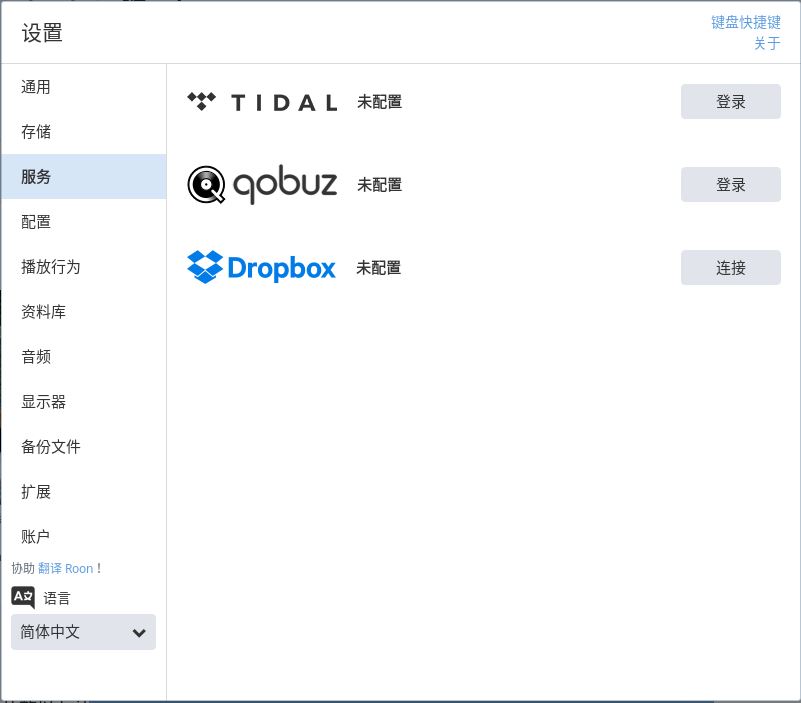 设置
键盘快捷键
关于
通用
存储
服务
配置
播放行为
资料库
音频
显示器
备份文件
扩展
账户
协助 翻译 Roon！
语言
简体中文
TIDAL 未配置 登录
qobuz 未配置 登录
Dropbox 未配置 连接